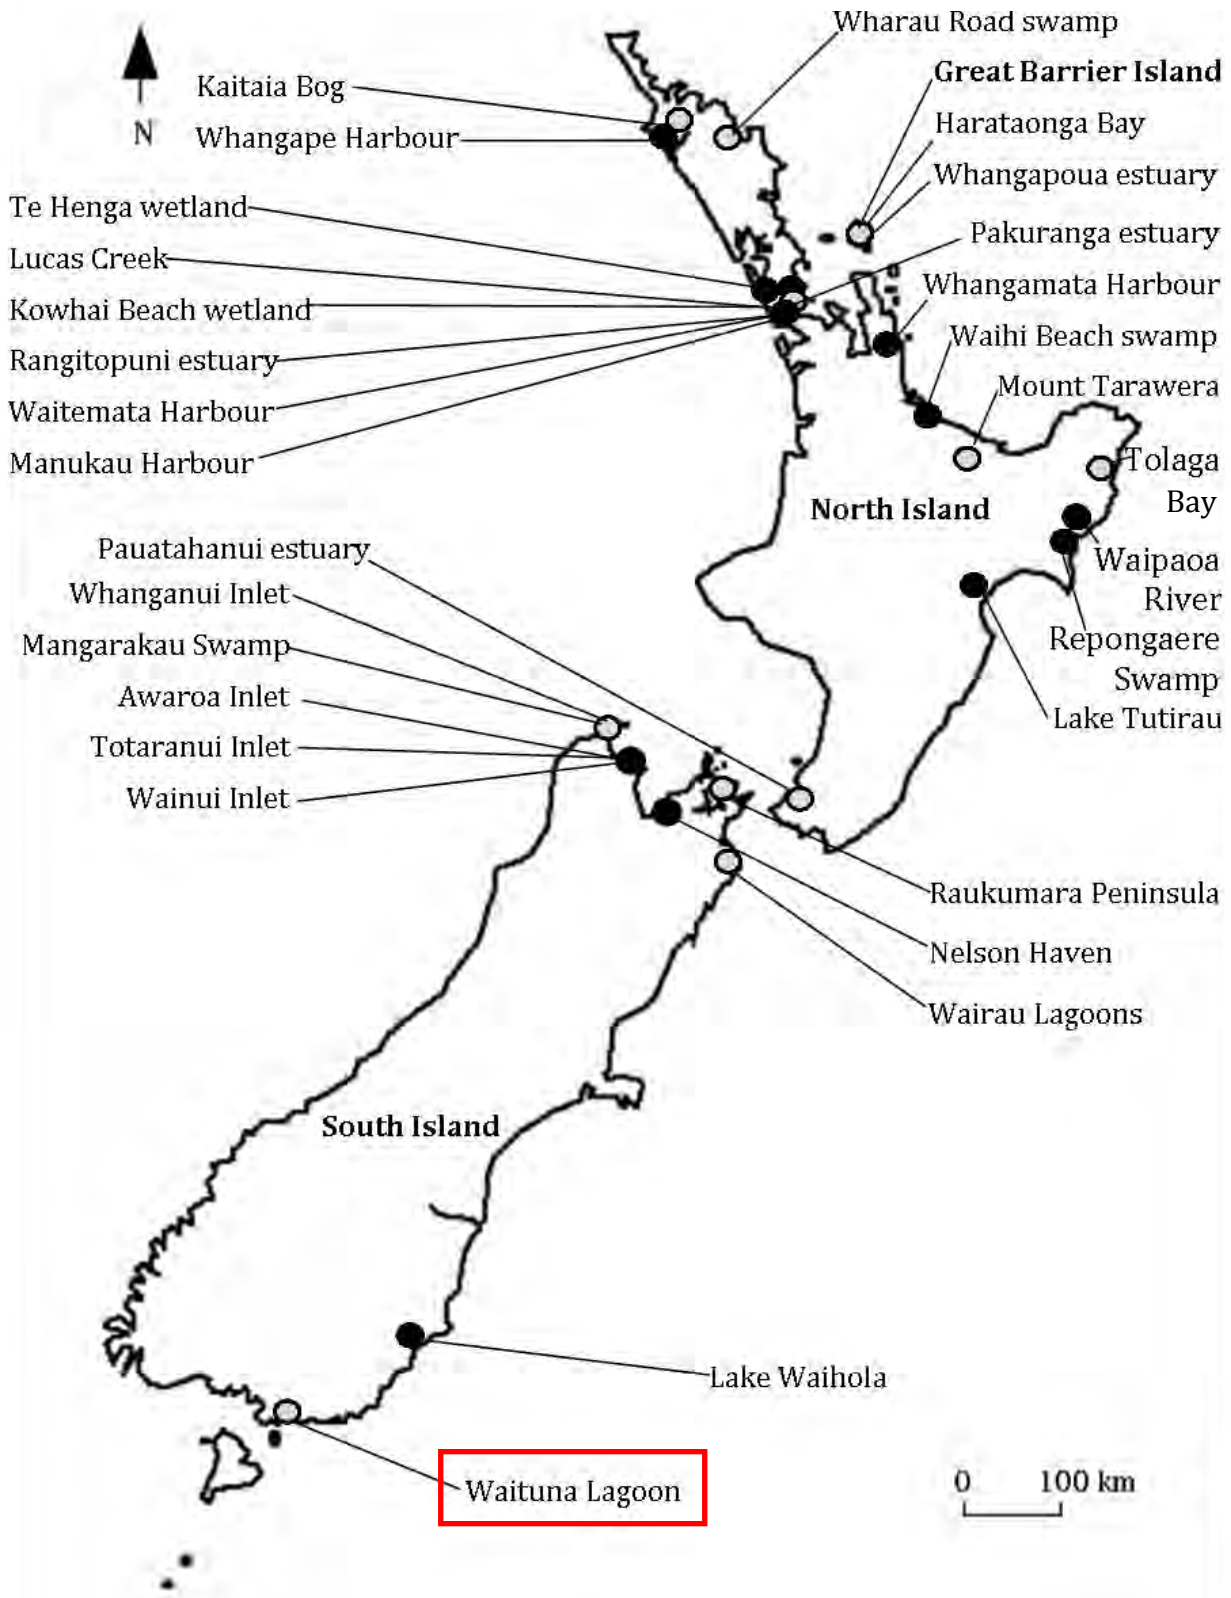 Wharau Road swamp
Great Barrier Island
Kaitaia Bog
Harataonga Bay
N
Whangape Harbour
Whangapoua estuary
Te Henga wetland
Pakuranga estuary
Lucas Creek
Whangamata Harbour
Kowhai Beach wetland
Waihi Beach swamp
Rangitopuni estuary
Mount Tarawera
Waitemata Harbour
Manukau Harbour
Tolaga
Bay
North Island
Pauatahanui estuary
Waipaoa
River
Whanganui Inlet
Mangarakau Swamp
Repongaere
Swamp
Awaroa Inlet
Lake Tutirau
Totaranui Inlet
Wainui Inlet
Raukumara Peninsula
Nelson Haven
Wairau Lagoons
South Island
Lake Waihola
Waituna Lagoon
0 100 km